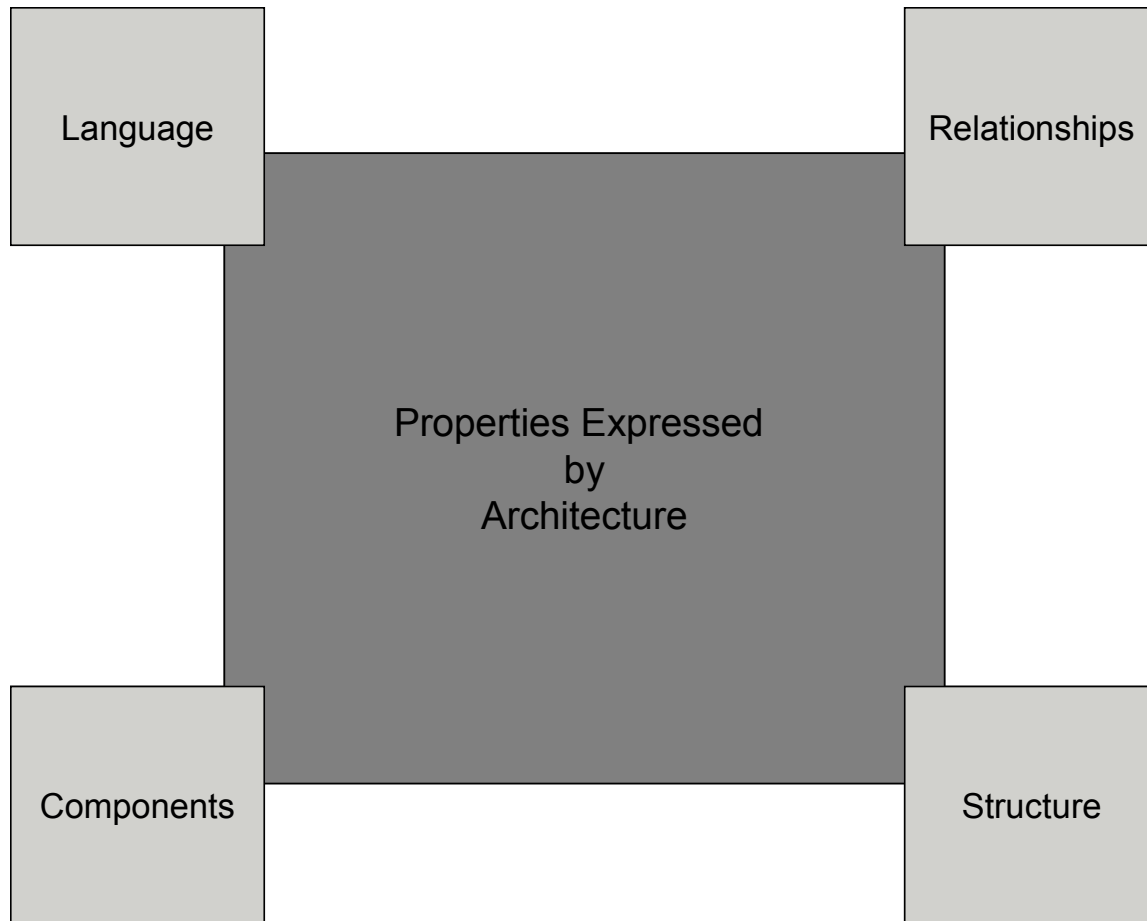 Language
Relationships
Properties Expressed
by
Architecture
Components
Structure